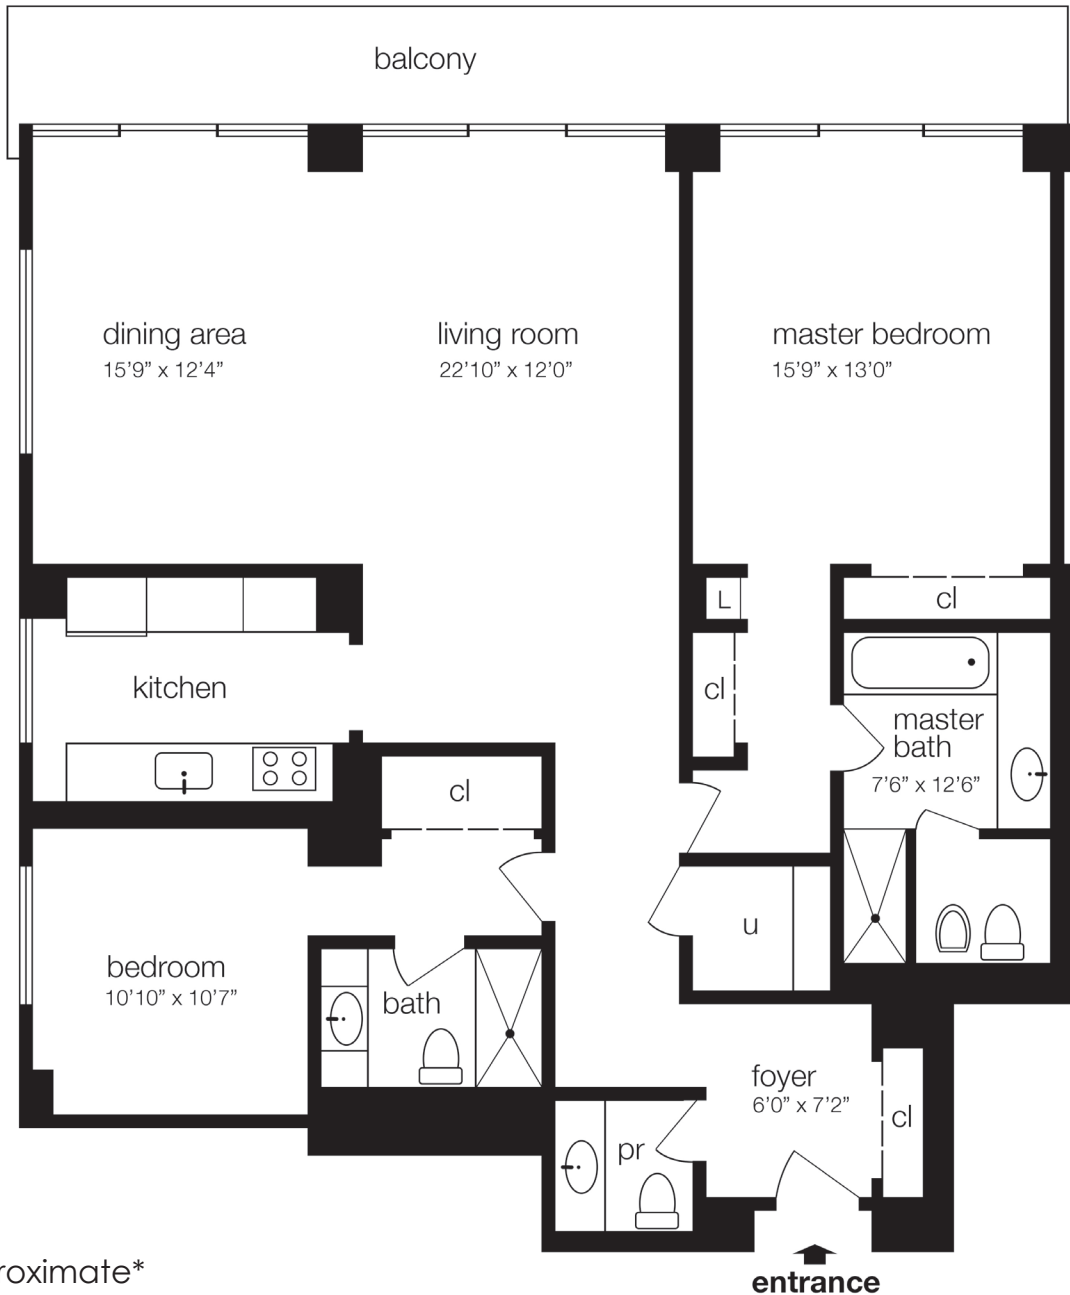 balcony
dining area
15’9” x 12’4”
living room
22’10” x 12’0”
master bedroom
15’9” x 13’0”
L
cl
kitchen
cl
master
bath
7’6” x 12’6”
cl
u
bedroom
10’10” x 10’7”
bath
foyer
6’0” x 7’2”
cl
pr
roximate*
entrance